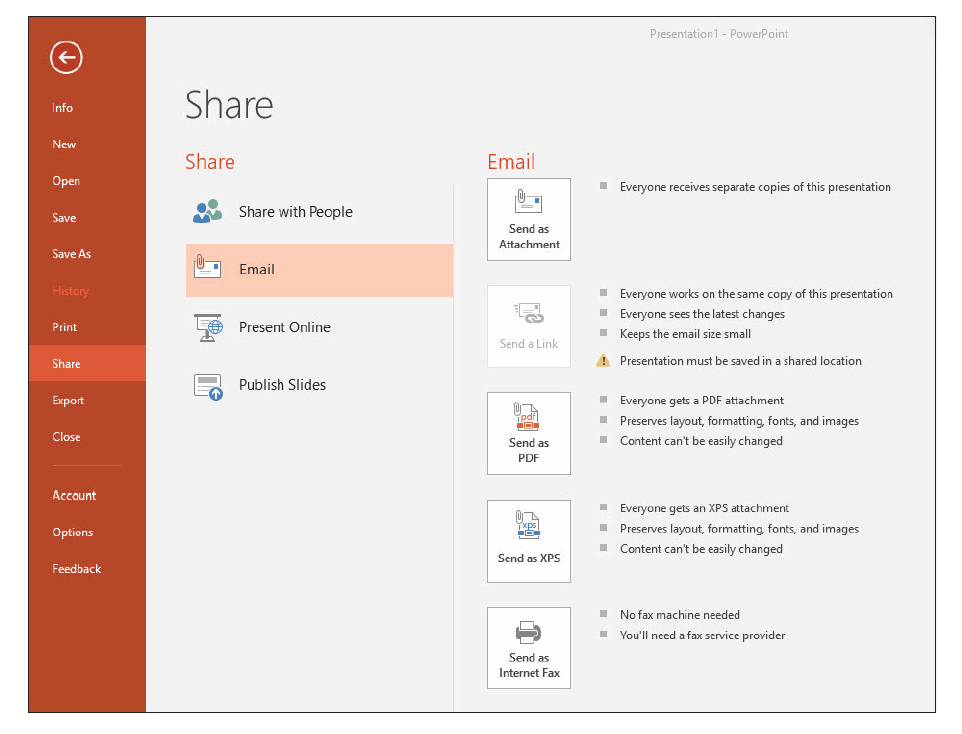 Presentation1 - PowerPoint
Info
New
Open
Save
Save As
History
Print
Share
Export
Close
Account
Options
Feedback
Share
Share
Share with People
Email
Present Online
Publish Slides
Email
Send as
Attachment
Everyone receives separate copies of this presentation
Send a Link
Everyone works on the same copy of this presentation
Everyone sees the latest changes
Keeps the email size small
Presentation must be saved in a shared location
pdf
Send as
PDF
Everyone gets a PDF attachment
Preserves layout, formatting, fonts, and images
Content can't be easily changed
xps
Send as XPS
Everyone gets an XPS attachment
Preserves layout, formatting, fonts, and images
Content can't be easily changed
Send as
Internet Fax
No fax machine needed
You'll need a fax service provider